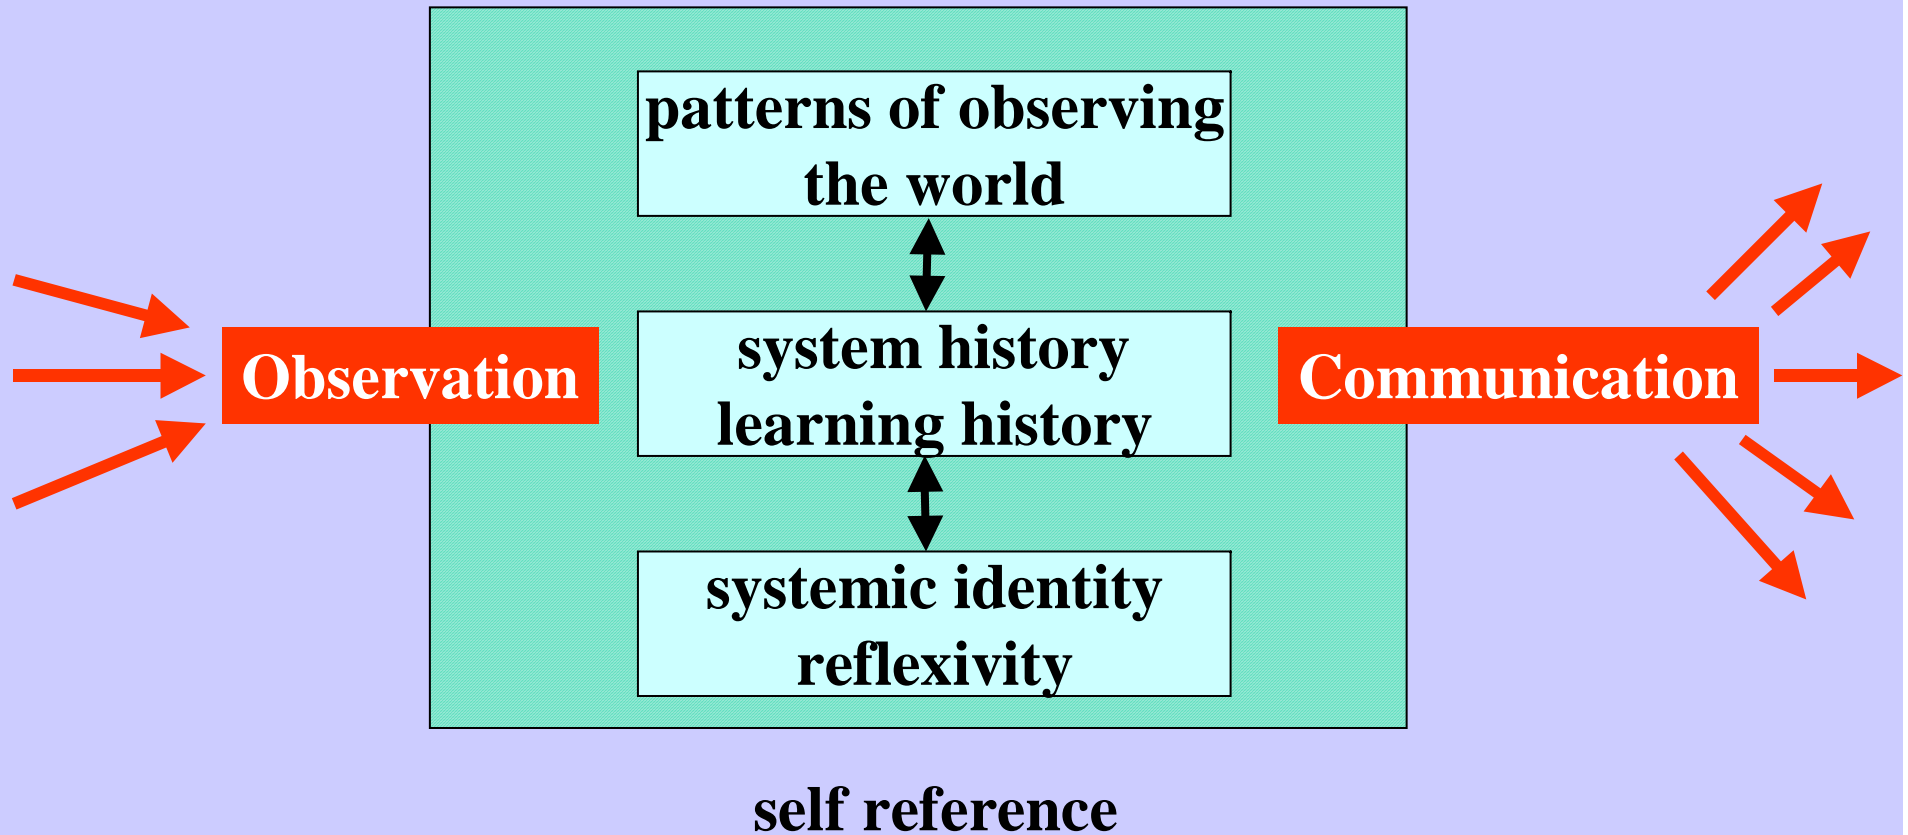 patterns of observing
the world
Observation
system history
learning history
Communication
systemic identity
reflexivity
self reference